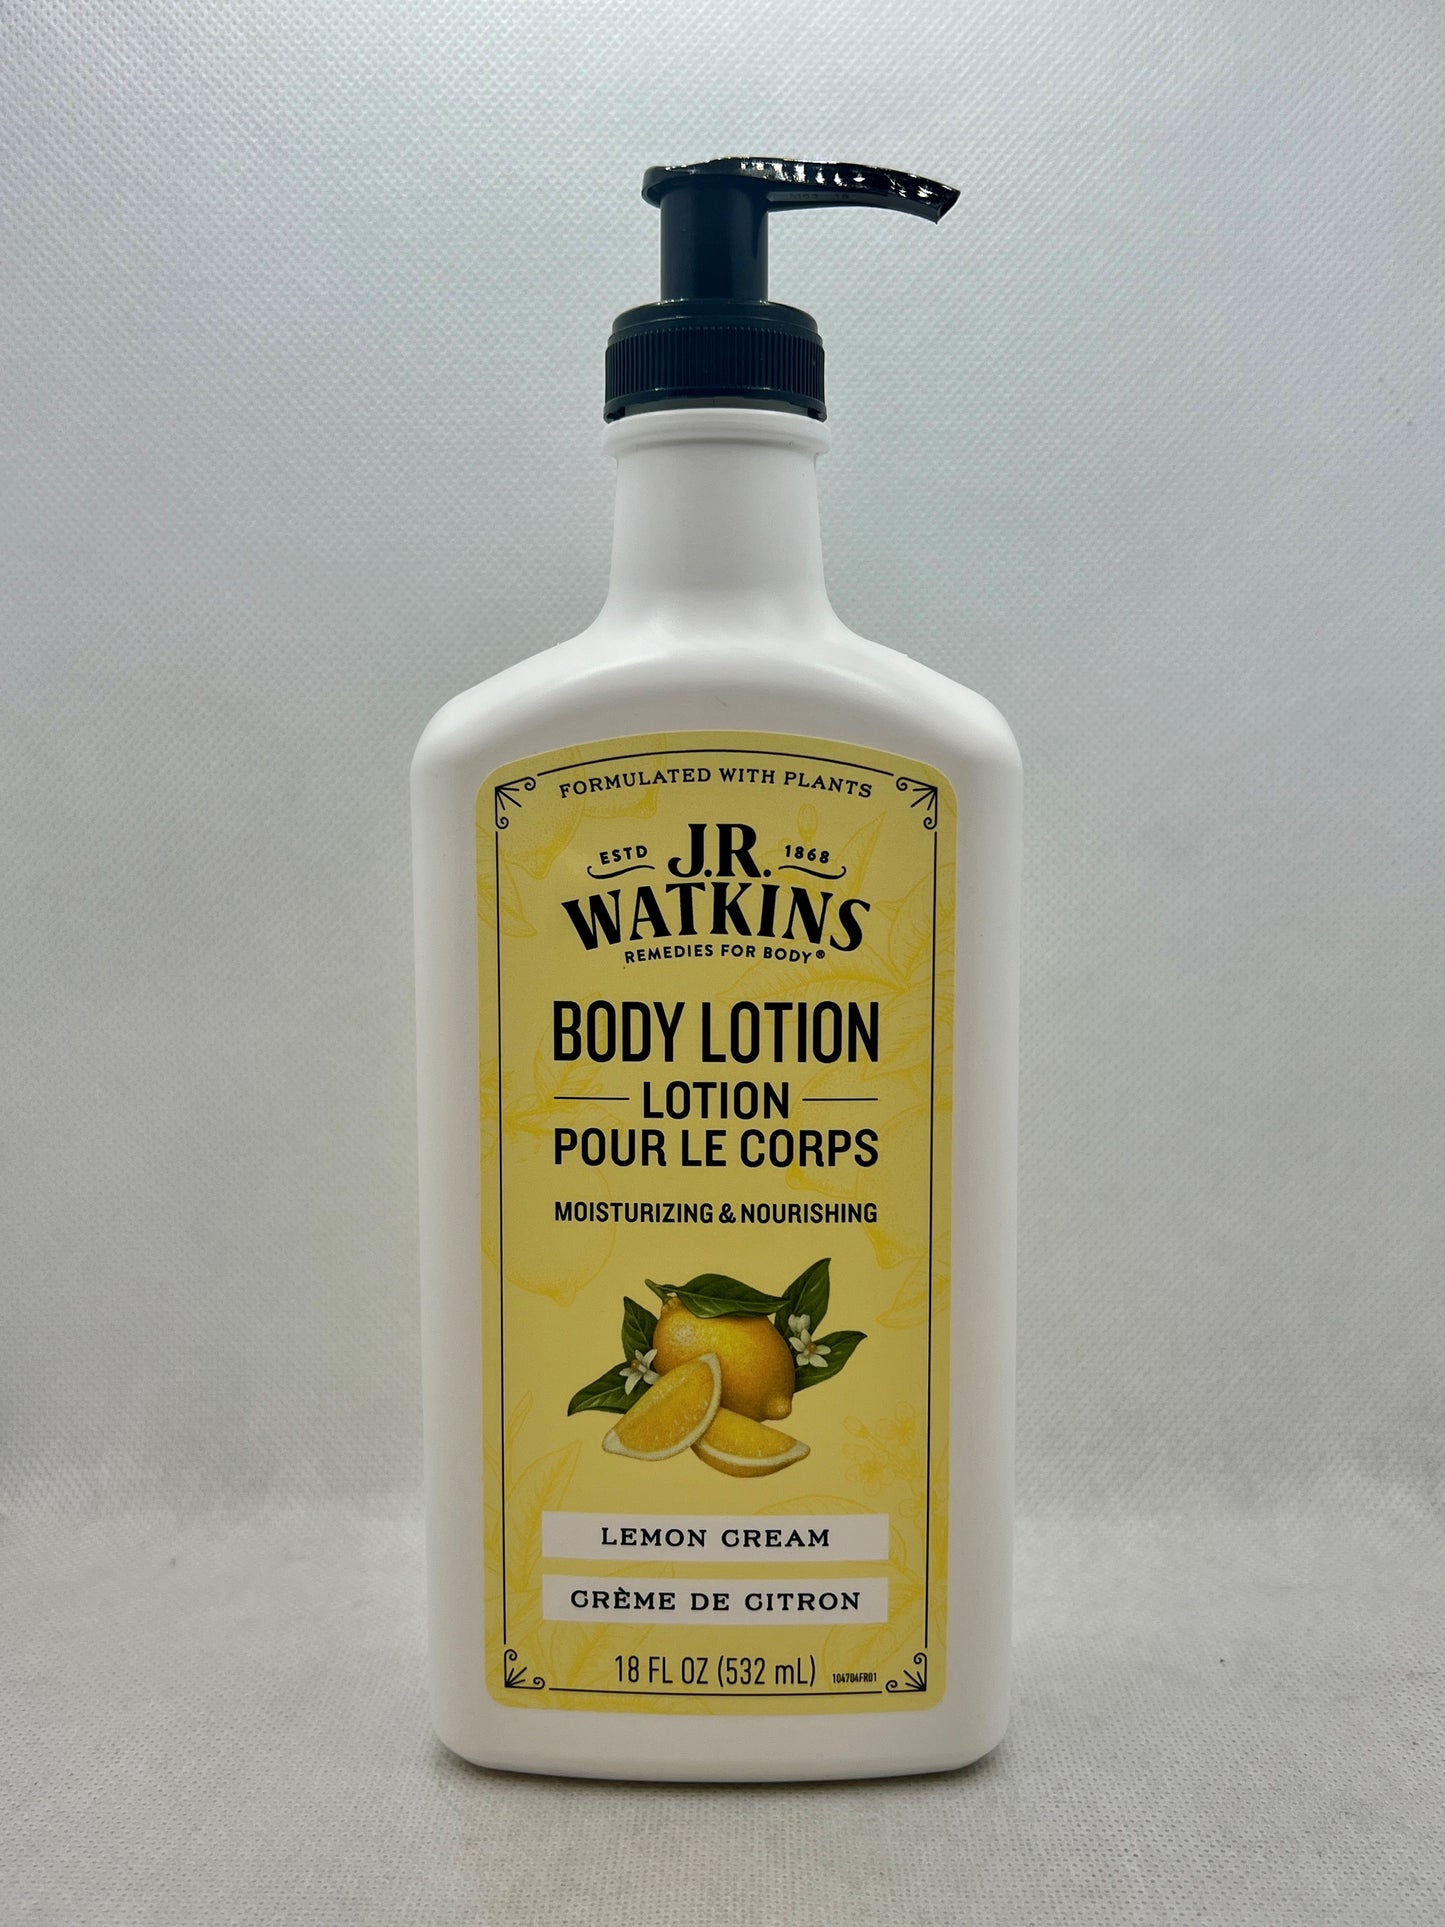 FORMULATED WITH PLANTS
ESTD J.R. 1868
WATKINS
REMEDIES FOR BODY®
BODY LOTION
LOTION
POUR LE CORPS
MOISTURIZING & NOURISHING
LEMON CREAM
CRÈME DE CITRON
18 FL OZ (532 mL) 104704FR01